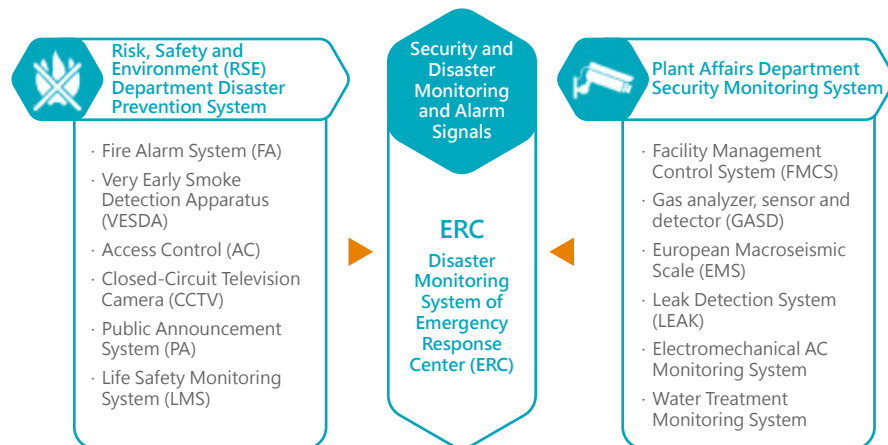 Risk, Safety and
Environment (RSE)
Department Disaster
Prevention System
· Fire Alarm System (FA)
· Very Early Smoke
Detection Apparatus
(VESDA)
· Access Control (AC)
· Closed-Circuit Television
Camera (CCTV)
· Public Announcement
System (PA)
· Life Safety Monitoring
System (LMS)
Security and
Disaster
Monitoring
and Alarm
Signals
ERC
Disaster
Monitoring
System of
Emergency
Response
Center (ERC)
Plant Affairs Department
Security Monitoring System
· Facility Management
Control System (FMCS)
· Gas analyzer, sensor and
detector (GASD)
· European Macroseismic
Scale (EMS)
· Leak Detection System
(LEAK)
· Electromechanical AC
Monitoring System
· Water Treatment
Monitoring System